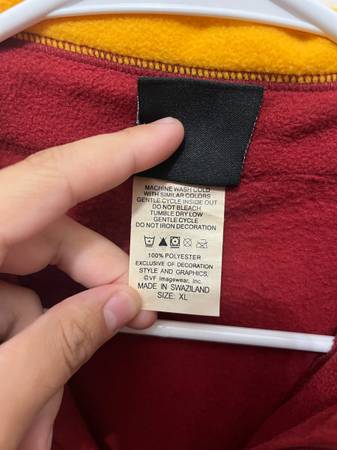 MACHINE WASH COLD
WITH SIMILAR COLORS
GENTLE CYCLE INSIDE OUT
DO NOT BLEACH
TUMBLE DRY LOW
GENTLE CYCLE
DO NOT IRON DECORATION
100% POLYESTER
EXCLUSIVE OF DECORATION
STYLE AND GRAPHICS,
©VF Imagewear, Inc.
MADE IN SWAZILAND
SIZE: XL